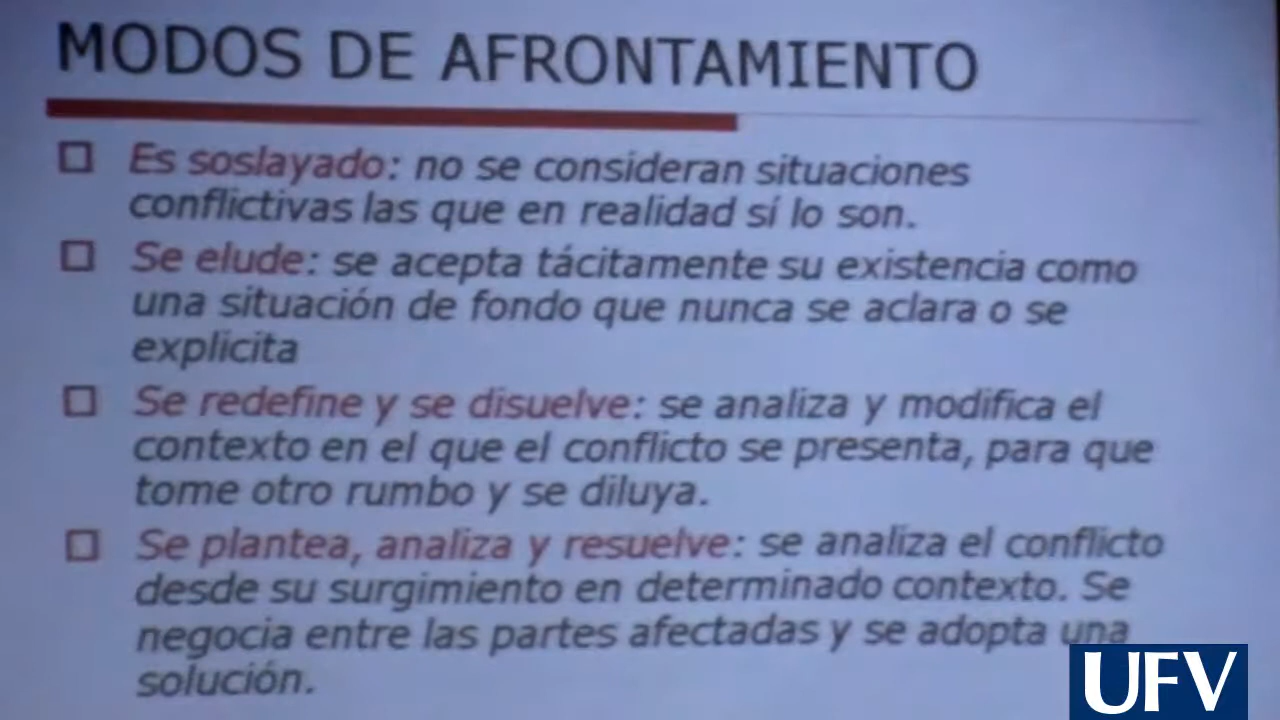 MODOS DE AFRONTAMIENTO
Es soslayado: no se consideran situaciones
conflictivas las que en realidad sí lo son.
Se elude: se acepta tácitamente su existencia como
una situación de fondo que nunca se aclara o se
explicita
Se redefine y se disuelve: se analiza y modifica el
contexto en el que el conflicto se presenta, para que
tome otro rumbo y se diluya.
Se plantea, analiza y resuelve: se analiza el conflicto
desde su surgimiento en determinado contexto. Se
negocia entre las partes afectadas y se adopta una
solución.
UFV